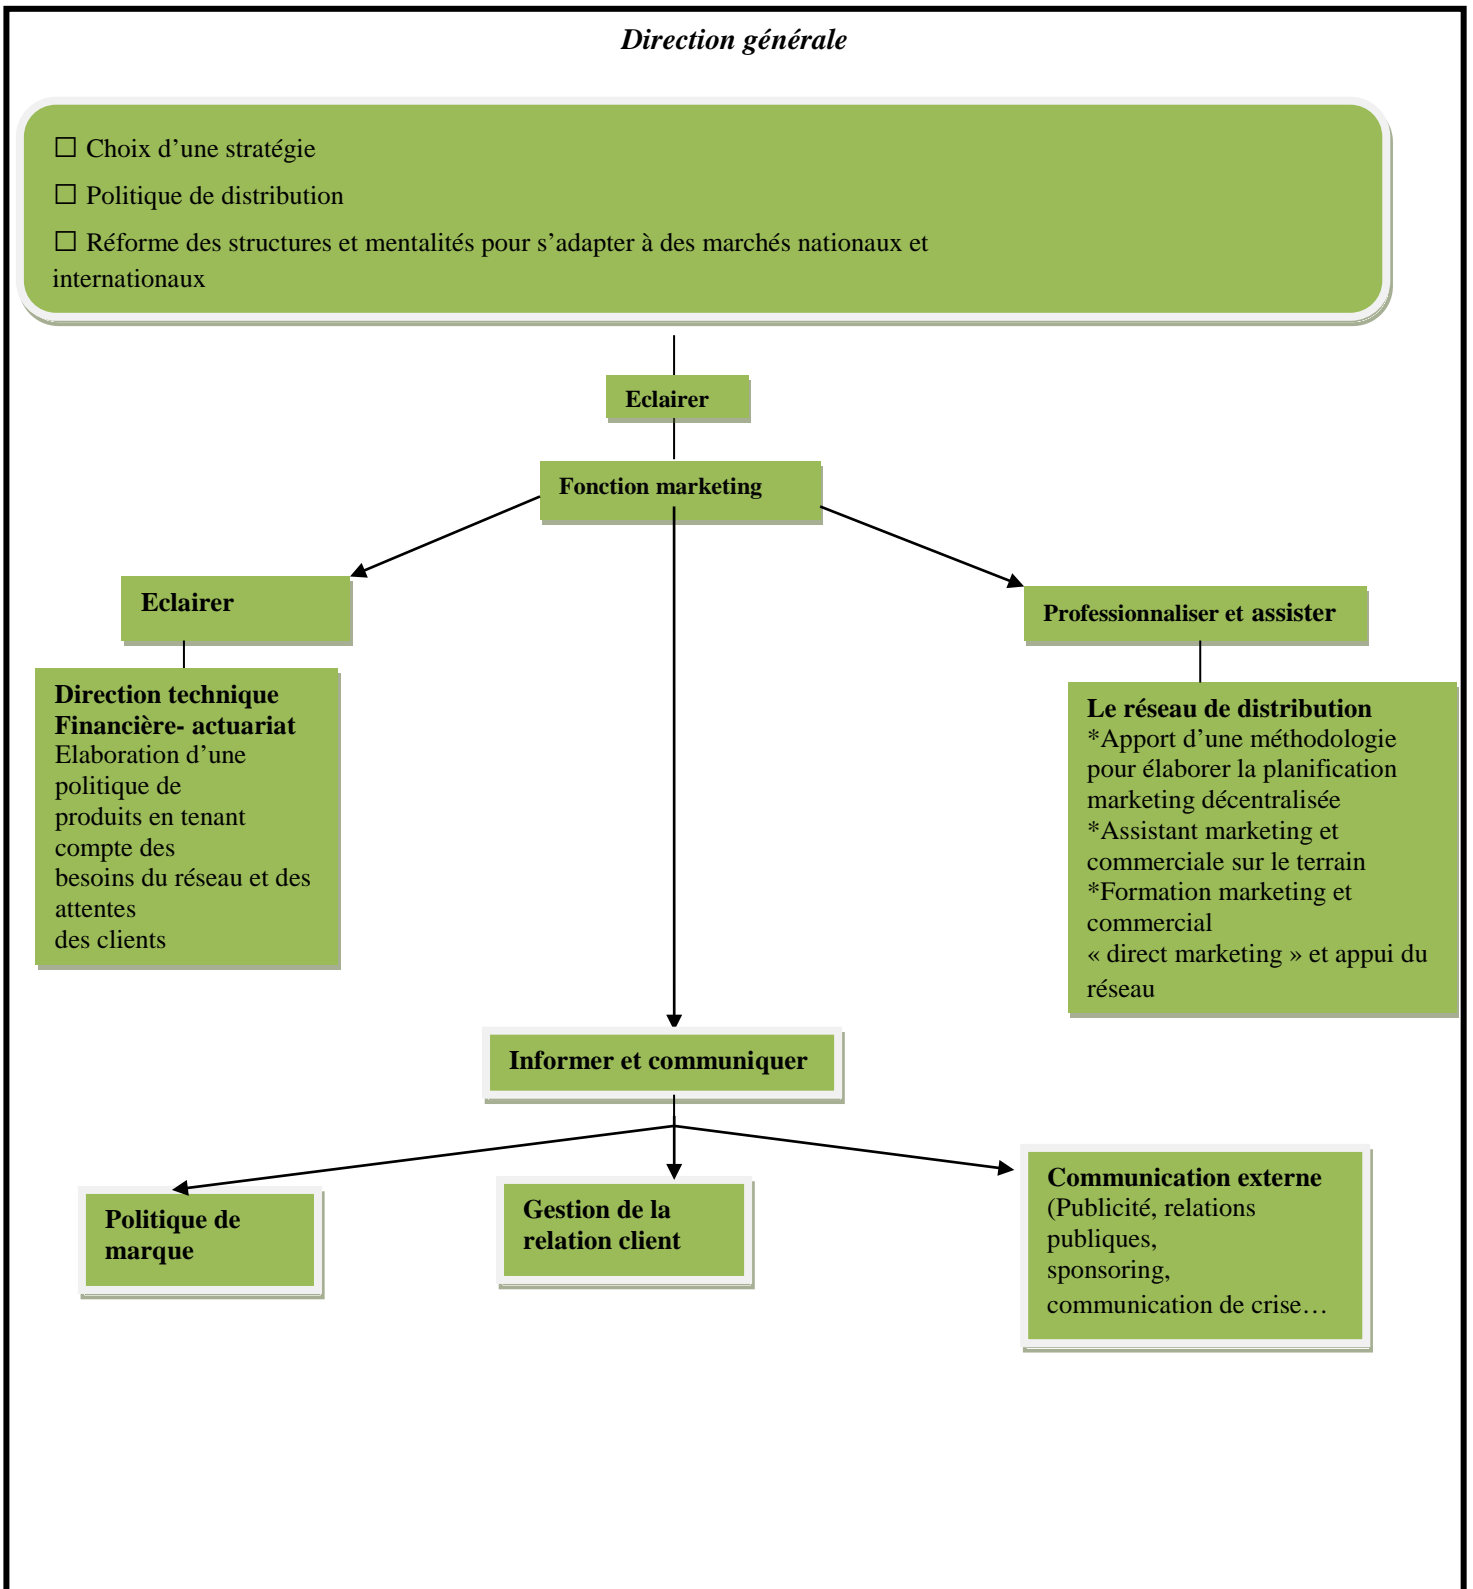 Direction générale
☐ Choix d’une stratégie
☐ Politique de distribution
☐ Réforme des structures et mentalités pour s’adapter à des marchés nationaux et
internationaux
Eclairer
Fonction marketing
Eclairer
Professionnaliser et assister
Direction technique
Financière- actuariat
Elaboration d’une
politique de
produits en tenant
compte des
besoins du réseau et des
attentes
des clients
Le réseau de distribution
*Apport d’une méthodologie
pour élaborer la planification
marketing décentralisée
*Assistant marketing et
commerciale sur le terrain
*Formation marketing et
commercial
« direct marketing » et appui du
réseau
Informer et communiquer
Politique de
marque
Gestion de la
relation client
Communication externe
(Publicité, relations
publiques,
sponsoring,
communication de crise…